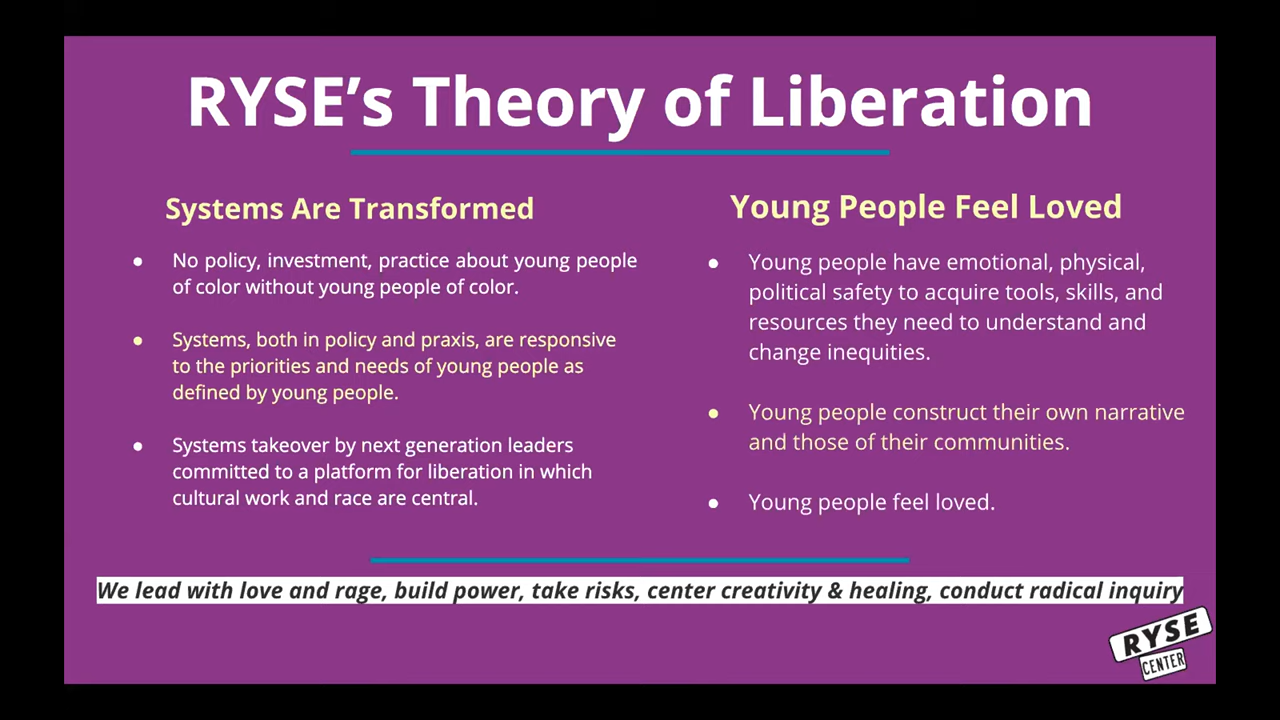 RYSE’s Theory of Liberation
Systems Are Transformed
● No policy, investment, practice about young people
of color without young people of color.
● Systems, both in policy and praxis, are responsive
to the priorities and needs of young people as
defined by young people.
● Systems takeover by next generation leaders
committed to a platform for liberation in which
cultural work and race are central.
Young People Feel Loved
● Young people have emotional, physical,
political safety to acquire tools, skills, and
resources they need to understand and
change inequities.
● Young people construct their own narrative
and those of their communities.
● Young people feel loved.
We lead with love and rage, build power, take risks, center creativity & healing, conduct radical inquiry
RYSE
CENTER